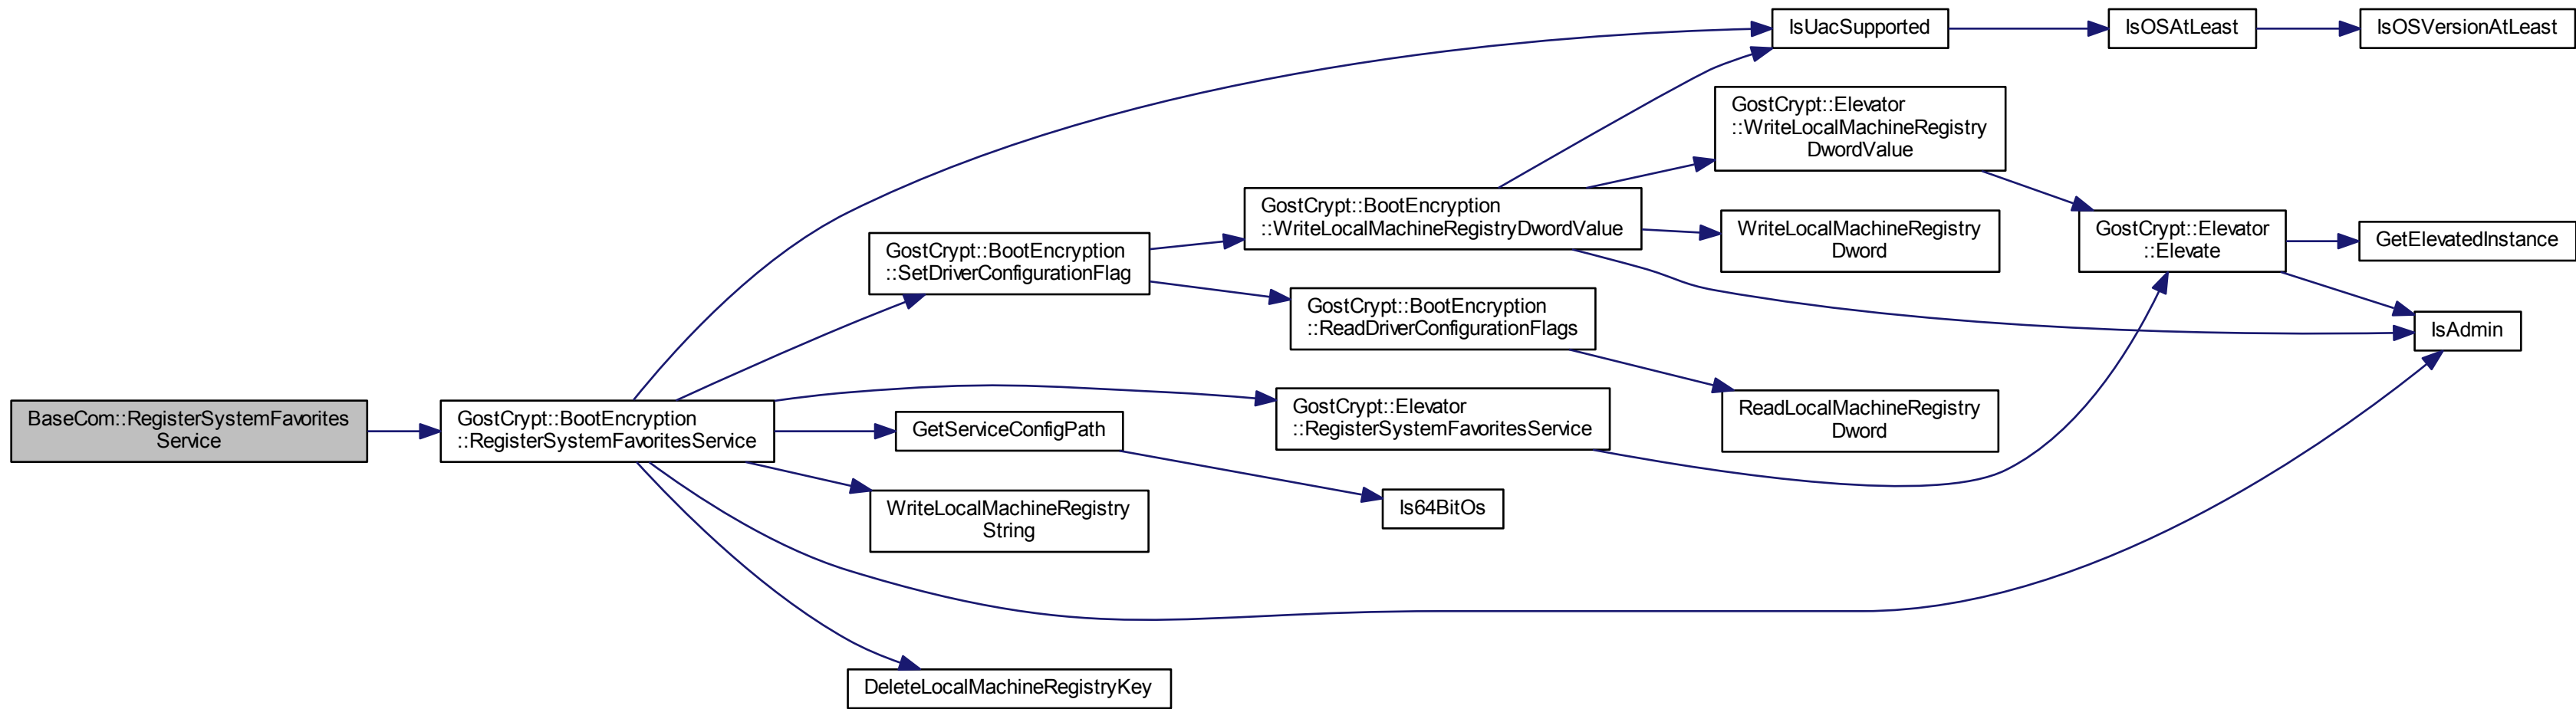 IsUacSupported
IsOSAtLeast
IsOSVersionAtLeast
GostCrypt::Elevator
::WriteLocalMachineRegistry
DwordValue
GostCrypt::BootEncryption
::WriteLocalMachineRegistryDwordValue
WriteLocalMachineRegistry
Dword
GostCrypt::Elevator
::Elevate
GetElevatedInstance
GostCrypt::BootEncryption
::SetDriverConfigurationFlag
GostCrypt::BootEncryption
::ReadDriverConfigurationFlags
IsAdmin
BaseCom::RegisterSystemFavorites
Service
GostCrypt::BootEncryption
::RegisterSystemFavoritesService
GetServiceConfigPath
GostCrypt::Elevator
::RegisterSystemFavoritesService
ReadLocalMachineRegistry
Dword
WriteLocalMachineRegistry
String
Is64BitOs
DeleteLocalMachineRegistryKey